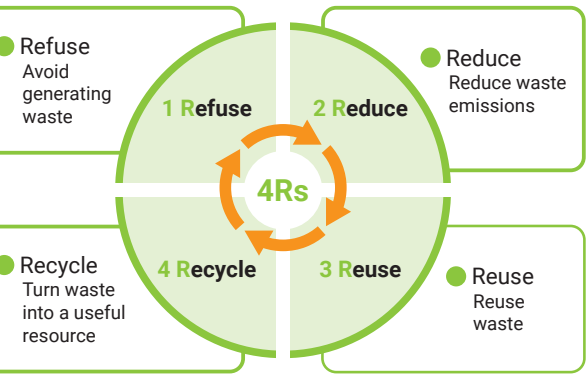 Refuse
Avoid
generating
waste
Reduce
Reduce waste
emissions
1 Refuse
2 Reduce
4Rs
4 Recycle
3 Reuse
Recycle
Turn waste
into a useful
resource
Reuse
Reuse
waste